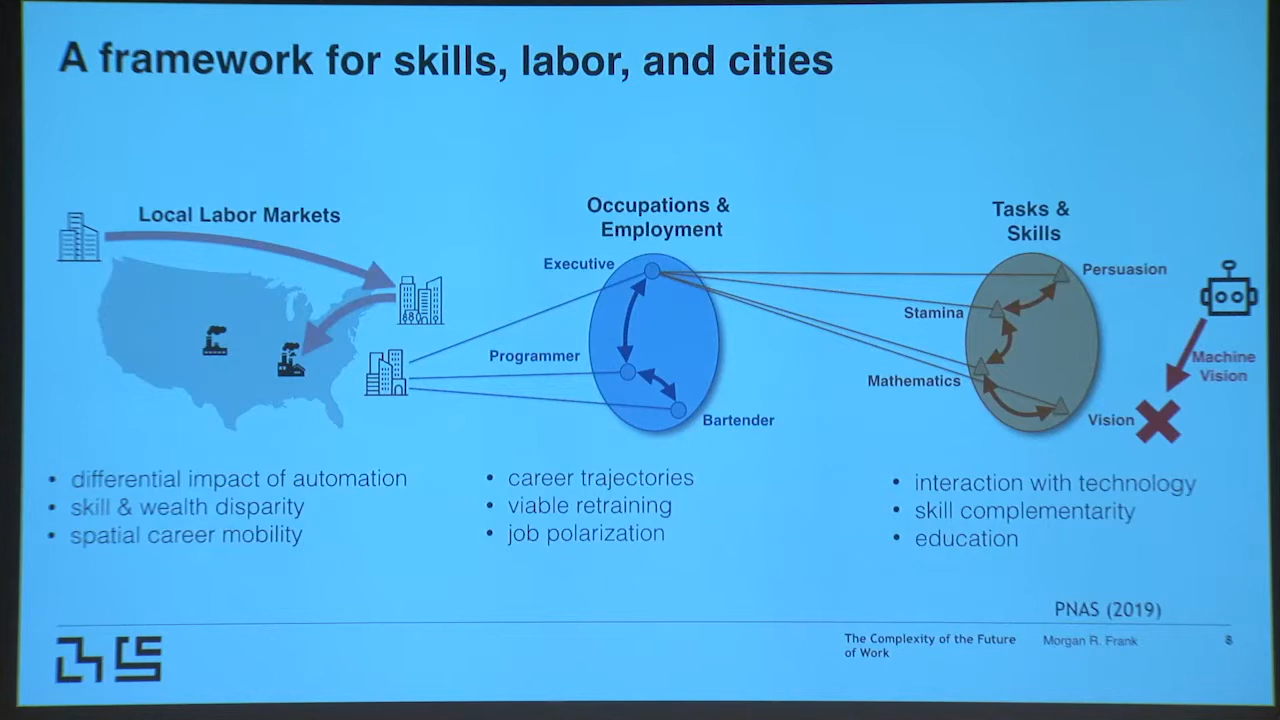 A framework for skills, labor, and cities
Local Labor Markets
Occupations &
Employment
Tasks &
Skills
Executive
Programmer
Bartender
Persuasion
Stamina
Mathematics
Vision
Machine
Vision
• differential impact of automation
• skill & wealth disparity
• spatial career mobility
• career trajectories
• viable retraining
• job polarization
• interaction with technology
• skill complementarity
• education
PNAS (2019)
The Complexity of the Future
of Work
Morgan R. Frank